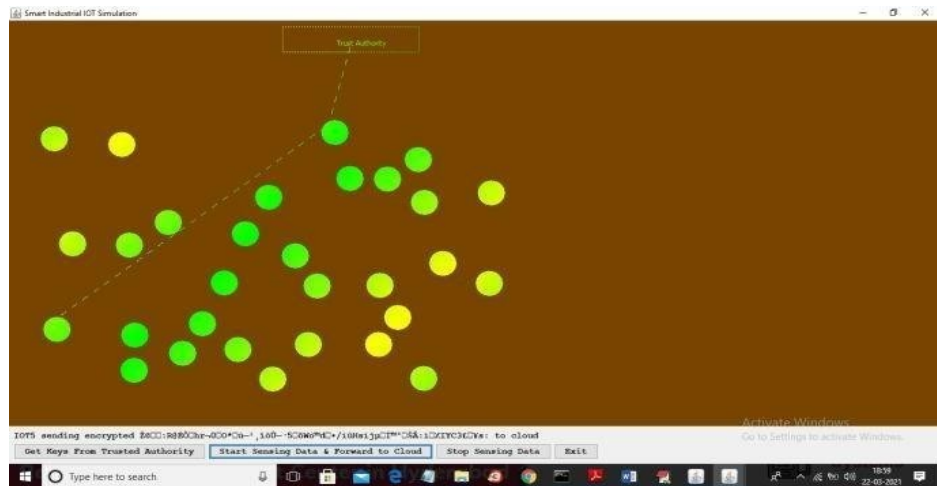 Smart Industrial IOT Simulation
Trust Authority
Activate Windows
Go to Settings to activate Windows.
IOT5 sending encrypted to cloud
Get Keys From Trusted Authority Start Sensing Data & Forward to Cloud Stop Sensing Data Exit
Type here to search
18:59
22-03-2021